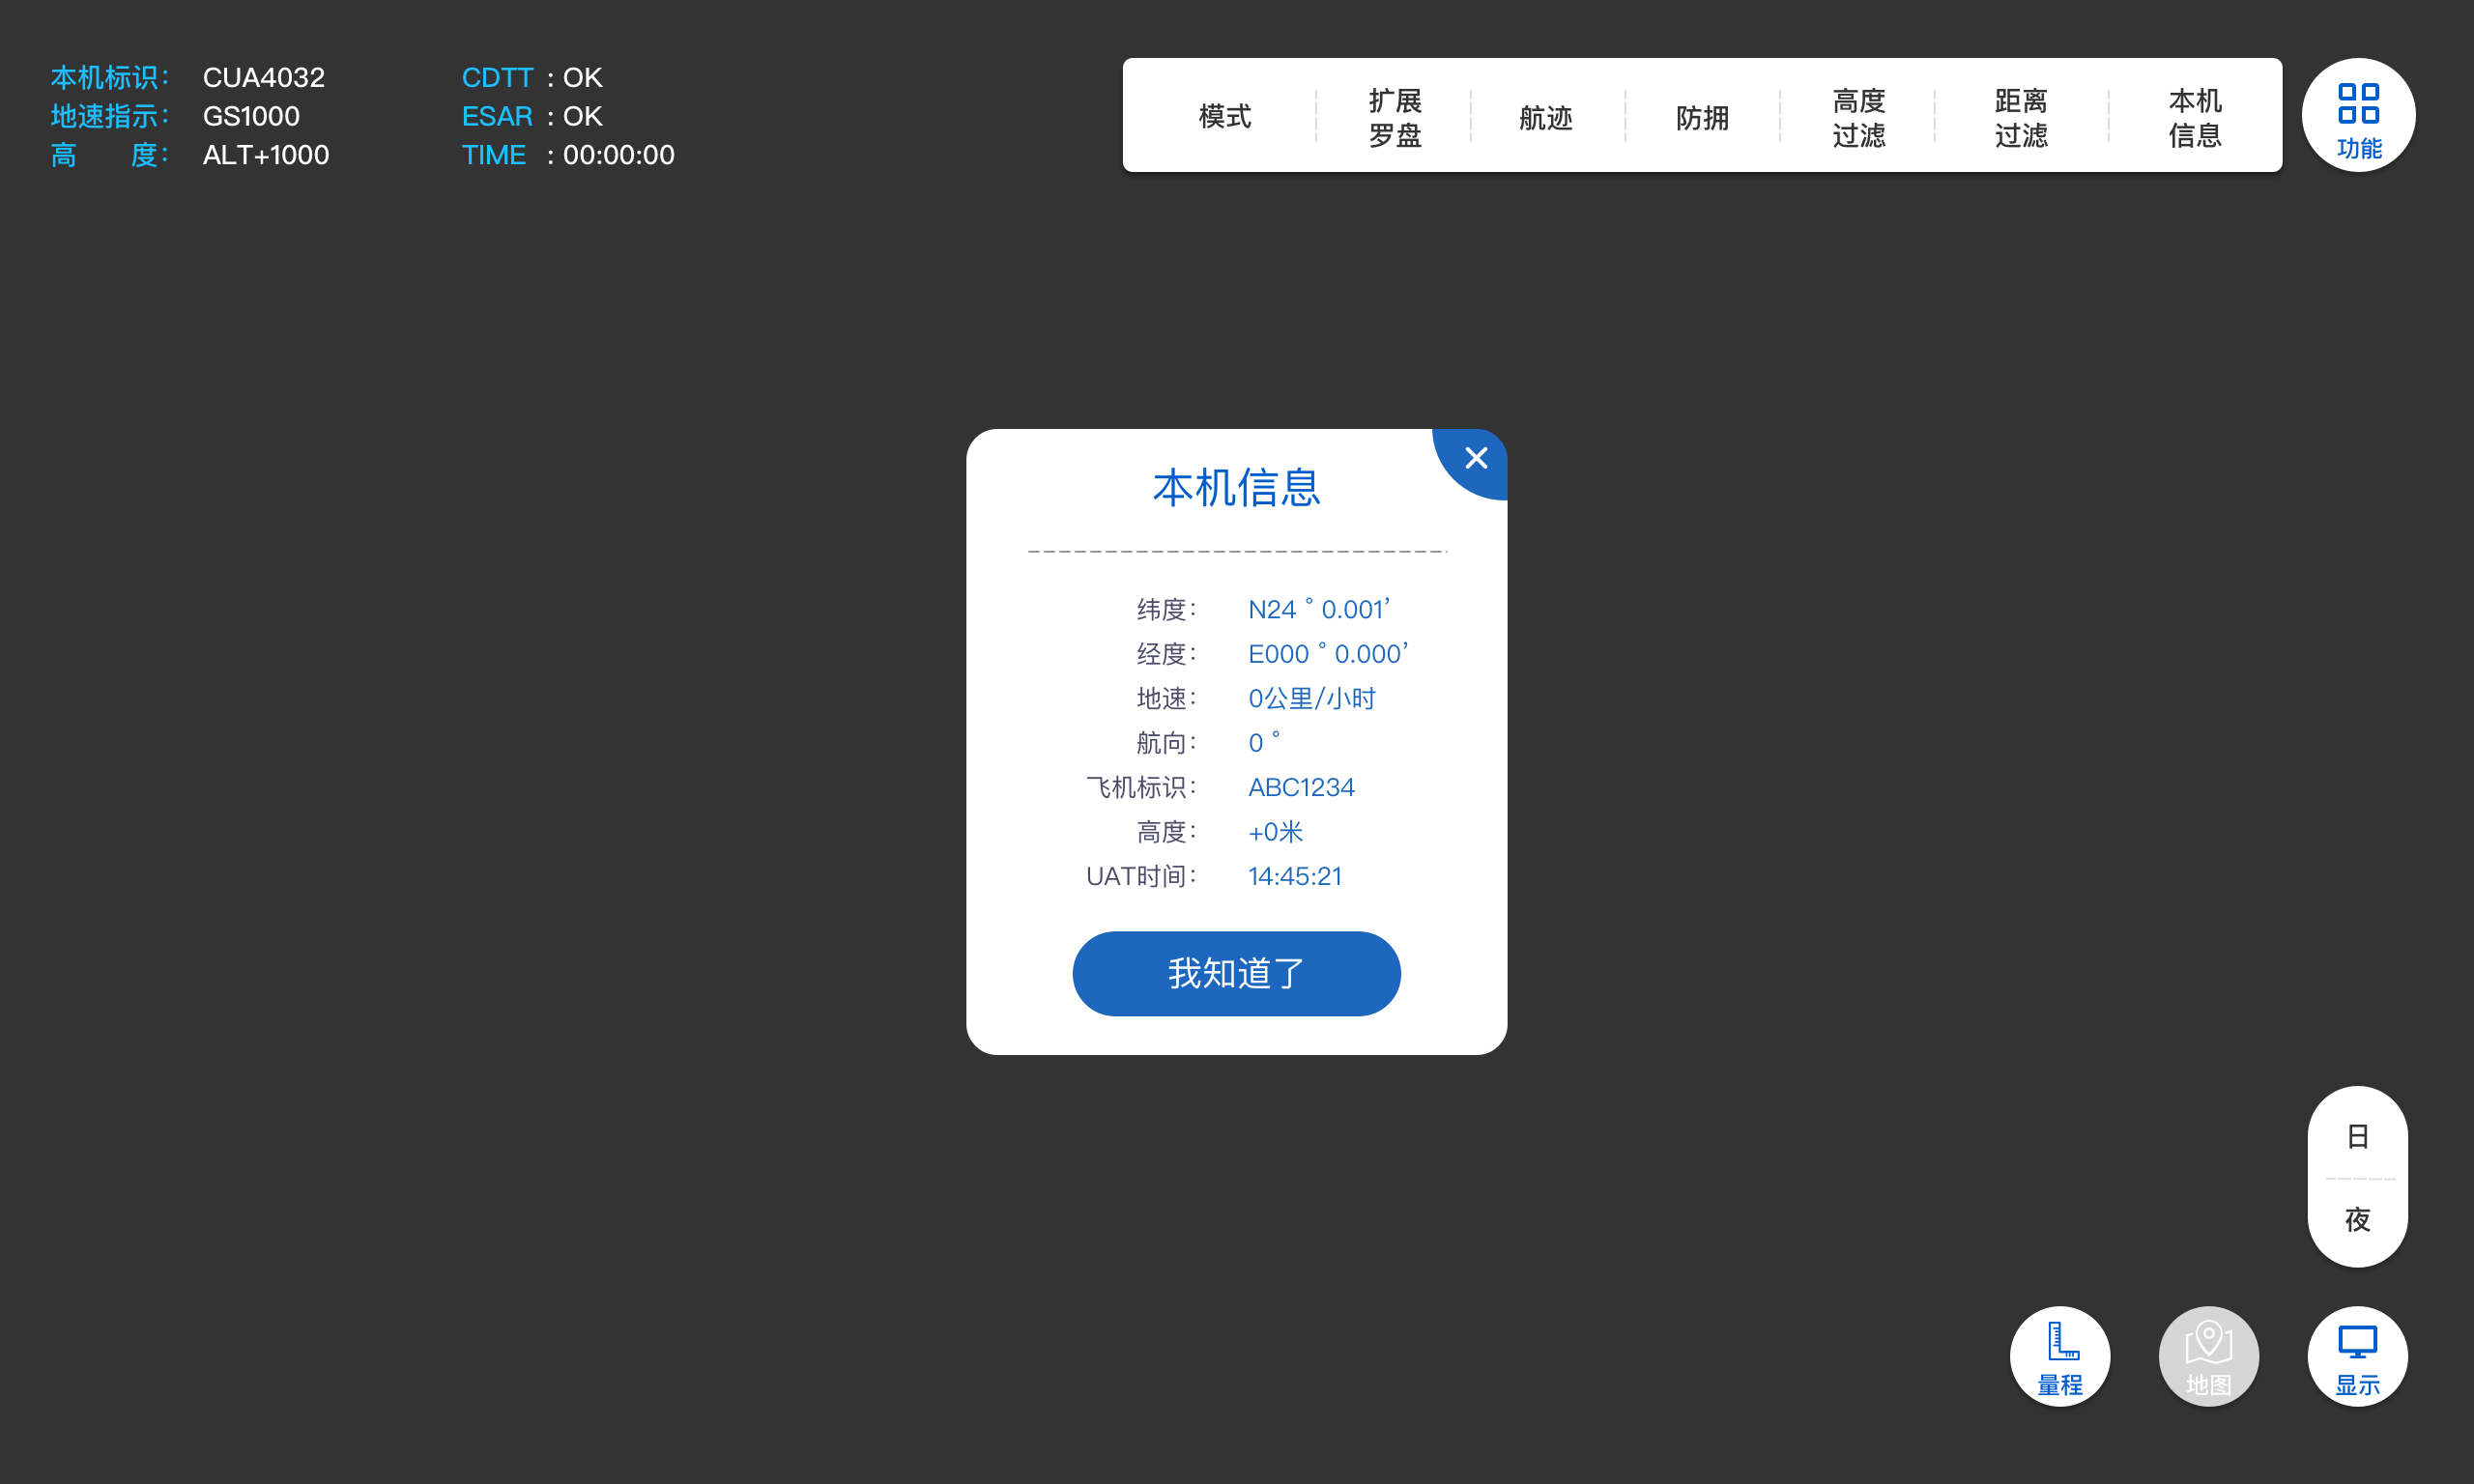 本机标识： CUA4032 CDTT : OK
地速指示： GS1000 ESAR : OK
高 度： ALT+1000 TIME : 00:00:00
模式
扩展
罗盘
航迹
防拥
高度
过滤
距离
过滤
本机
信息
功能
本机信息
纬度： N24 ° 0.001’
经度： E000 ° 0.000’
地速： 0公里/小时
航向： 0 °
飞机标识： ABC1234
高度： +0米
UAT时间： 14:45:21
我知道了
日
夜
量程
地图
显示